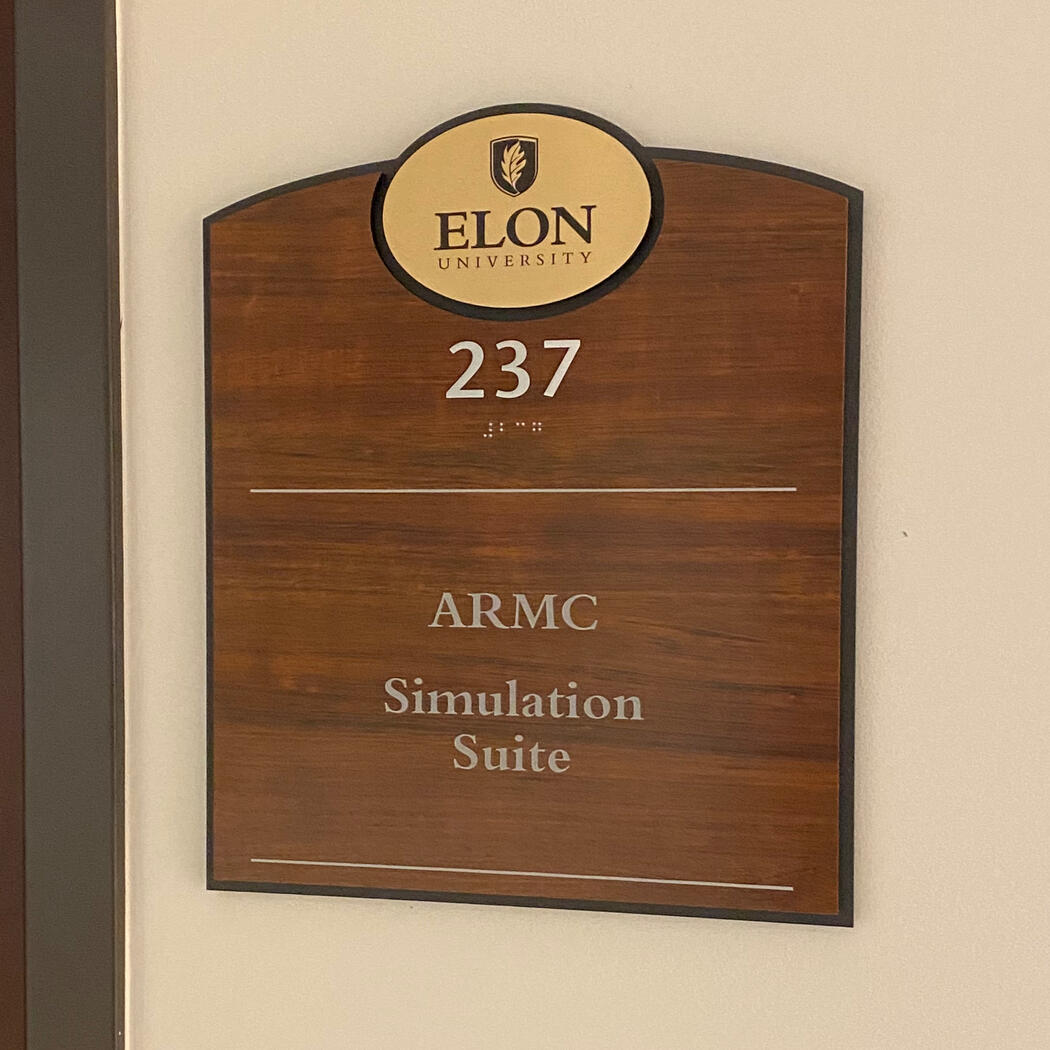 ELON
UNIVERSITY
237
⠼⠃⠉⠛
ARMC
Simulation
Suite